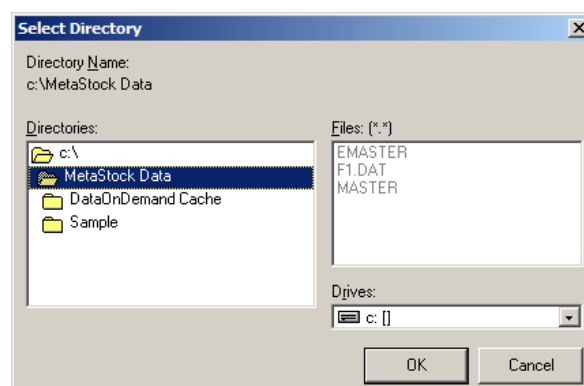 Select Directory
Directory Name:
c:\MetaStock Data
Directories:
c:\
MetaStock Data
DataOnDemand Cache
Sample
Files: (*.*)
EMASTER
F1.DAT
MASTER
Drives:
c: []
OK
Cancel